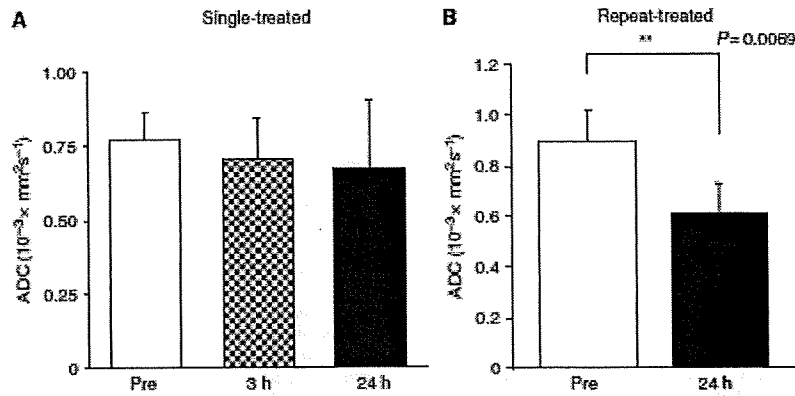 A
Single-treated
ADC (10⁻³× mm²s⁻¹)
1.00
0.75
0.50
0.25
0
Pre
3 h
24 h
B
Repeat-treated
**
P=0.0069
ADC (10⁻³× mm²s⁻¹)
1.2
1.0
0.8
0.6
0.4
0.2
0
Pre
24 h